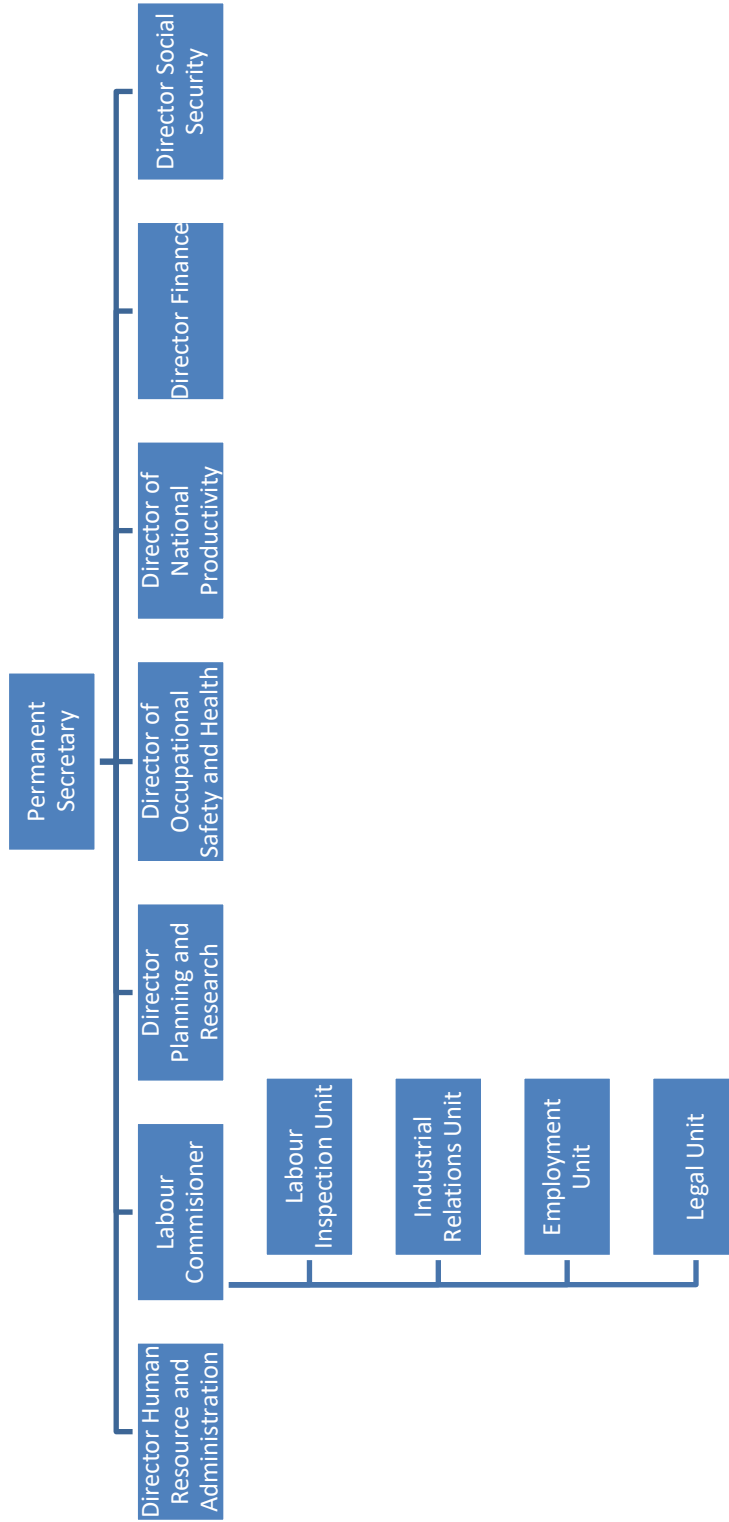 Permanent
Secretary
Director Human
Resource and
Administration
Labour
Commisioner
Director
Planning and
Research
Director of
Occupational
Safety and Health
Director of
National
Productivity
Director Finance
Director Social
Security
Labour
Inspection Unit
Industrial
Relations Unit
Employment
Unit
Legal Unit